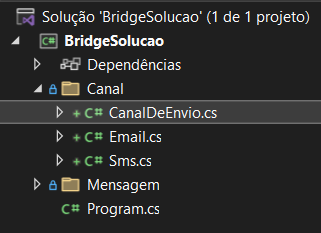 Solução 'BridgeSolucao' (1 de 1 projeto)
C# BridgeSolucao
Dependências
Canal
+ C# CanalDeEnvio.cs
+ C# Email.cs
+ C# Sms.cs
Mensagem
C# Program.cs